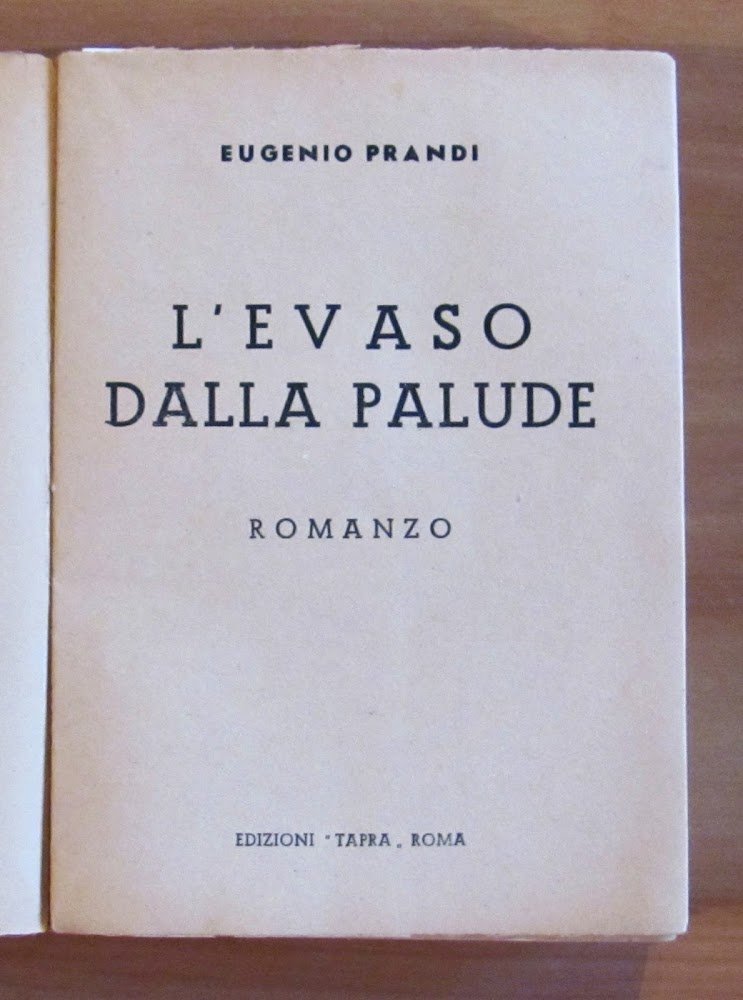 EUGENIO PRANDI
L'EVASO
DALLA PALUDE
ROMANZO
EDIZIONI "TAPRA„ ROMA